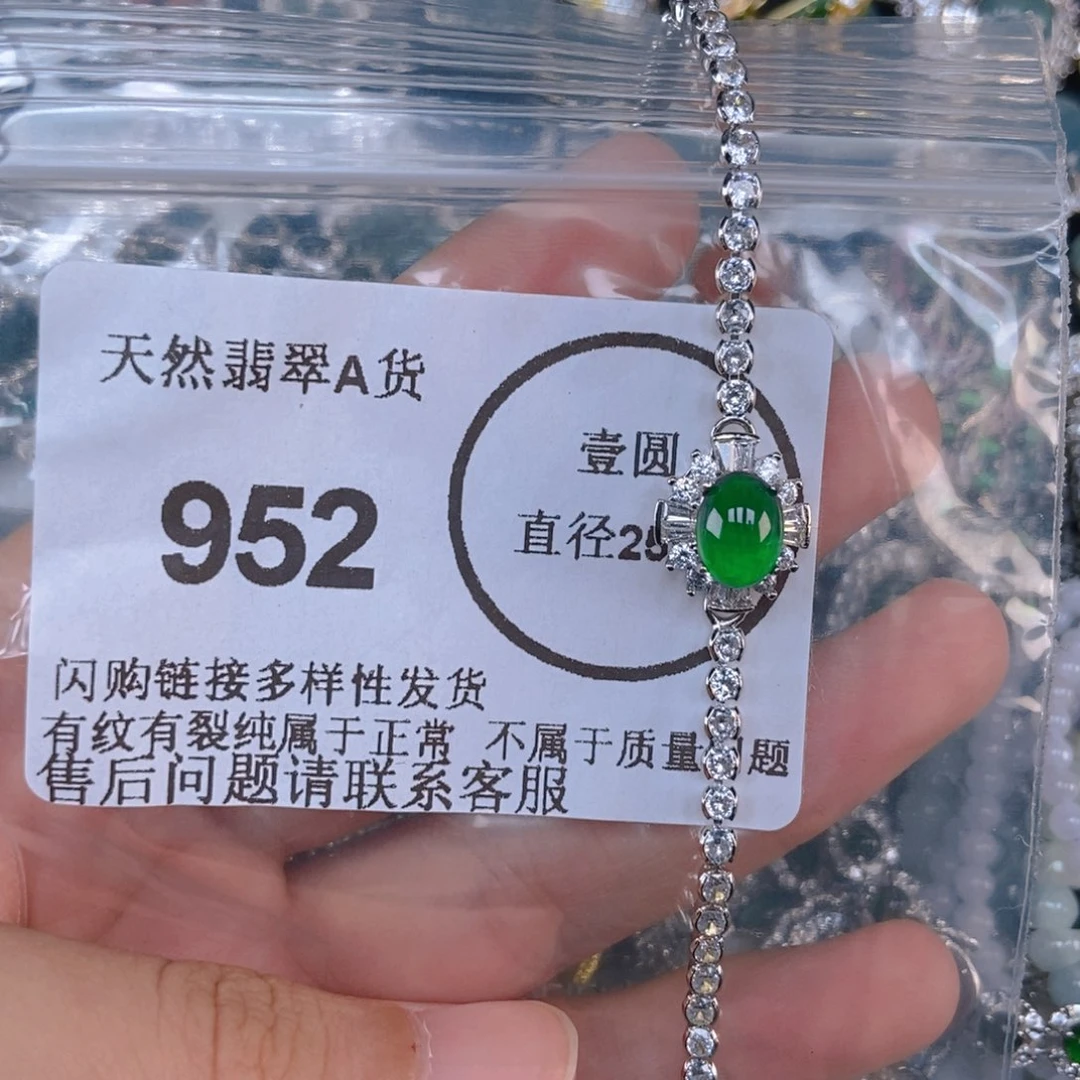 天然翡翠A货
壹圆
952
直径25
闪购链接多样性发货
有纹有裂纯属于正常 不属于质量 题
售后问题请联系客服